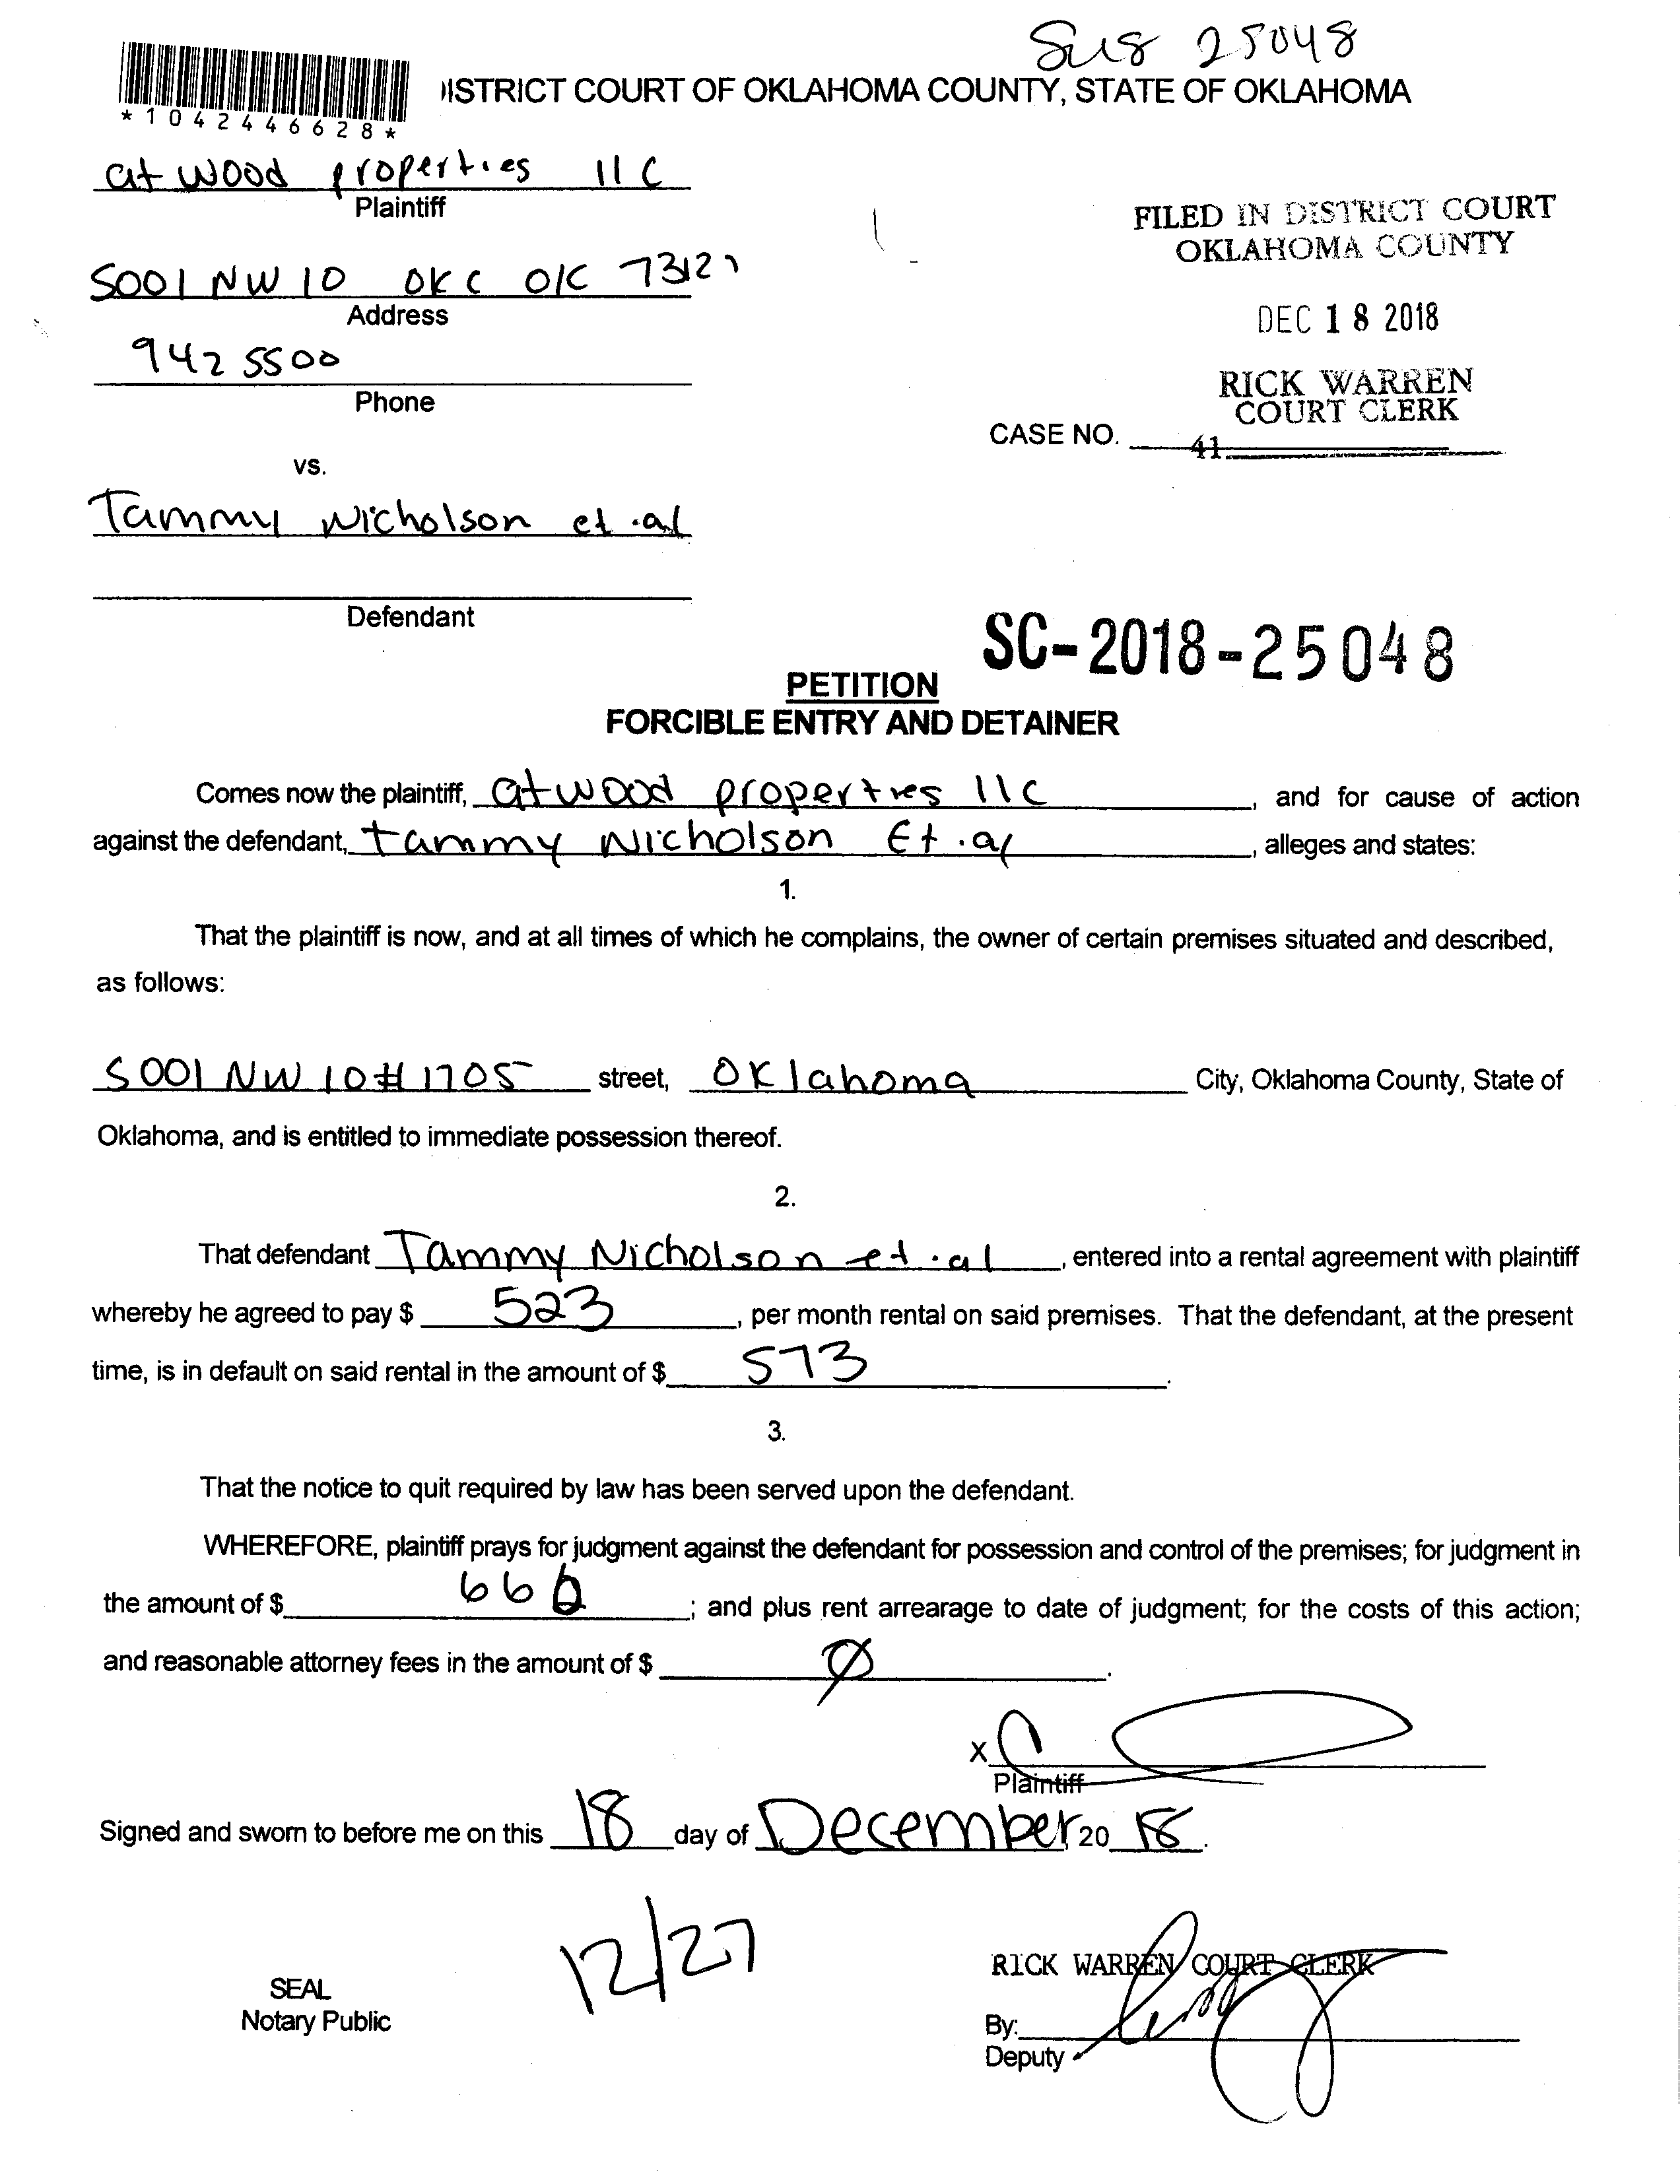 25048
*1042446628*
DISTRICT COURT OF OKLAHOMA COUNTY, STATE OF OKLAHOMA
atwood properties llc
Plaintiff
5001 NW 10 OKC OK 73127
Address
942 5500
Phone
vs.
Tammy Nicholson et.al
Defendant
FILED IN DISTRICT COURT
OKLAHOMA COUNTY
DEC 18 2018
RICK WARREN
COURT CLERK
CASE NO.
41
SC-2018-25048
PETITION
FORCIBLE ENTRY AND DETAINER
Comes now the plaintiff, atwood properties llc, and for cause of action
against the defendant, tammy Nicholson Et.al, alleges and states:
1.
That the plaintiff is now, and at all times of which he complains, the owner of certain premises situated and described,
as follows:
5001 NW 10 # 1705 street, Oklahoma City, Oklahoma County, State of
Oklahoma, and is entitled to immediate possession thereof.
2.
That defendant Tammy Nicholson et.al, entered into a rental agreement with plaintiff
whereby he agreed to pay $ 523, per month rental on said premises. That the defendant, at the present
time, is in default on said rental in the amount of $ 573.
3.
That the notice to quit required by law has been served upon the defendant.
WHEREFORE, plaintiff prays for judgment against the defendant for possession and control of the premises; for judgment in
the amount of $ 666; and plus rent arrearage to date of judgment; for the costs of this action;
and reasonable attorney fees in the amount of $ Ø.
X
Plaintiff
Signed and sworn to before me on this 18 day of December, 20 18.
12/27
SEAL
Notary Public
RICK WARREN COURT CLERK
By:
Deputy